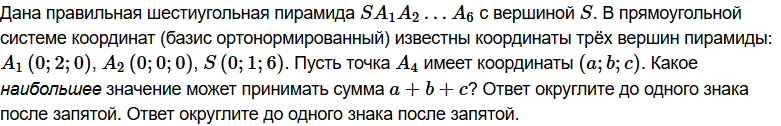 Дана правильная шестиугольная пирамида SA₁A₂ … A₆ с вершиной S. В прямоугольной
системе координат (базис ортонормированный) известны координаты трёх вершин пирамиды:
A₁ (0; 2; 0), A₂ (0; 0; 0), S (0; 1; 6). Пусть точка A₄ имеет координаты (a; b; c). Какое
наибольшее значение может принимать сумма a + b + c? Ответ округлите до одного знака
после запятой. Ответ округлите до одного знака после запятой.